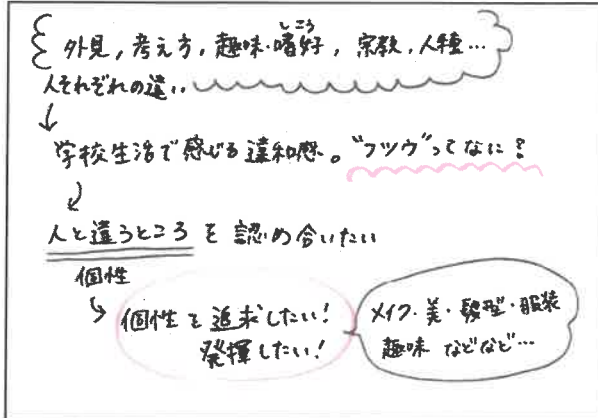 しこう
外見，考え方，趣味・嗜好，宗教，人種…
人それぞれの違い
↓
学校生活で感じる違和感。"フツウ"ってなに？
↓
人と違うところ を 認め合いたい
個性
↳ 個性を追求したい！
発揮したい！
メイク・美・髪型・服装
趣味 などなど…